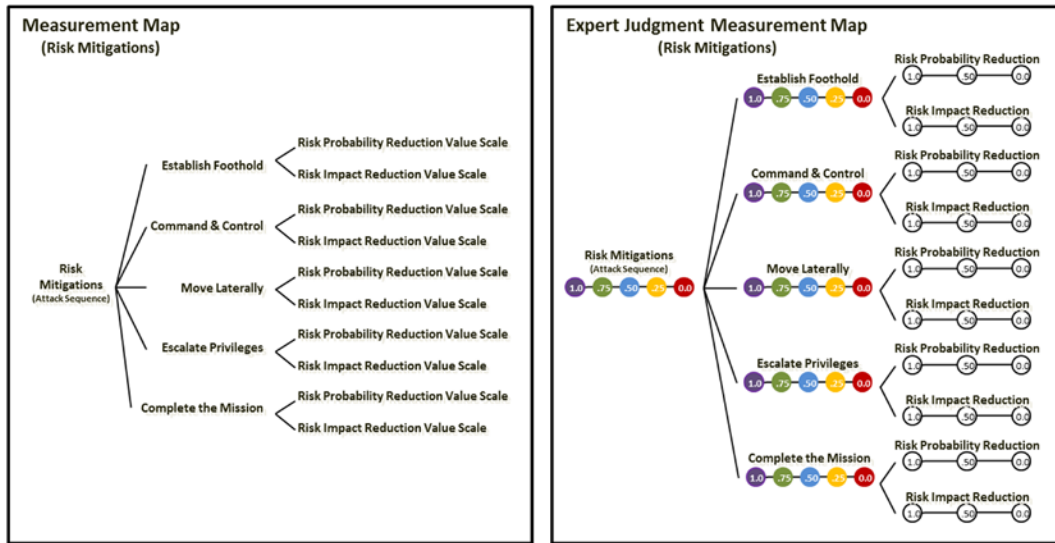 Measurement Map
(Risk Mitigations)
Risk Probability Reduction Value Scale
Establish Foothold
Risk Impact Reduction Value Scale
Risk Probability Reduction Value Scale
Command & Control
Risk Impact Reduction Value Scale
Risk
Mitigations
(Attack Sequence)
Risk Probability Reduction Value Scale
Move Laterally
Risk Impact Reduction Value Scale
Risk Probability Reduction Value Scale
Escalate Privileges
Risk Impact Reduction Value Scale
Risk Probability Reduction Value Scale
Complete the Mission
Risk Impact Reduction Value Scale
Expert Judgment Measurement Map
(Risk Mitigations)
Risk Mitigations
(Attack Sequence)
1.0 .75 .50 .25 0.0
Establish Foothold
1.0 .75 .50 .25 0.0
Risk Probability Reduction
1.0 .50 0.0
Risk Impact Reduction
1.0 .50 0.0
Command & Control
1.0 .75 .50 .25 0.0
Risk Probability Reduction
1.0 .50 0.0
Risk Impact Reduction
1.0 .50 0.0
Move Laterally
1.0 .75 .50 .25 0.0
Risk Probability Reduction
1.0 .50 0.0
Risk Impact Reduction
1.0 .50 0.0
Escalate Privileges
1.0 .75 .50 .25 0.0
Risk Probability Reduction
1.0 .50 0.0
Risk Impact Reduction
1.0 .50 0.0
Complete the Mission
1.0 .75 .50 .25 0.0
Risk Probability Reduction
1.0 .50 0.0
Risk Impact Reduction
1.0 .50 0.0